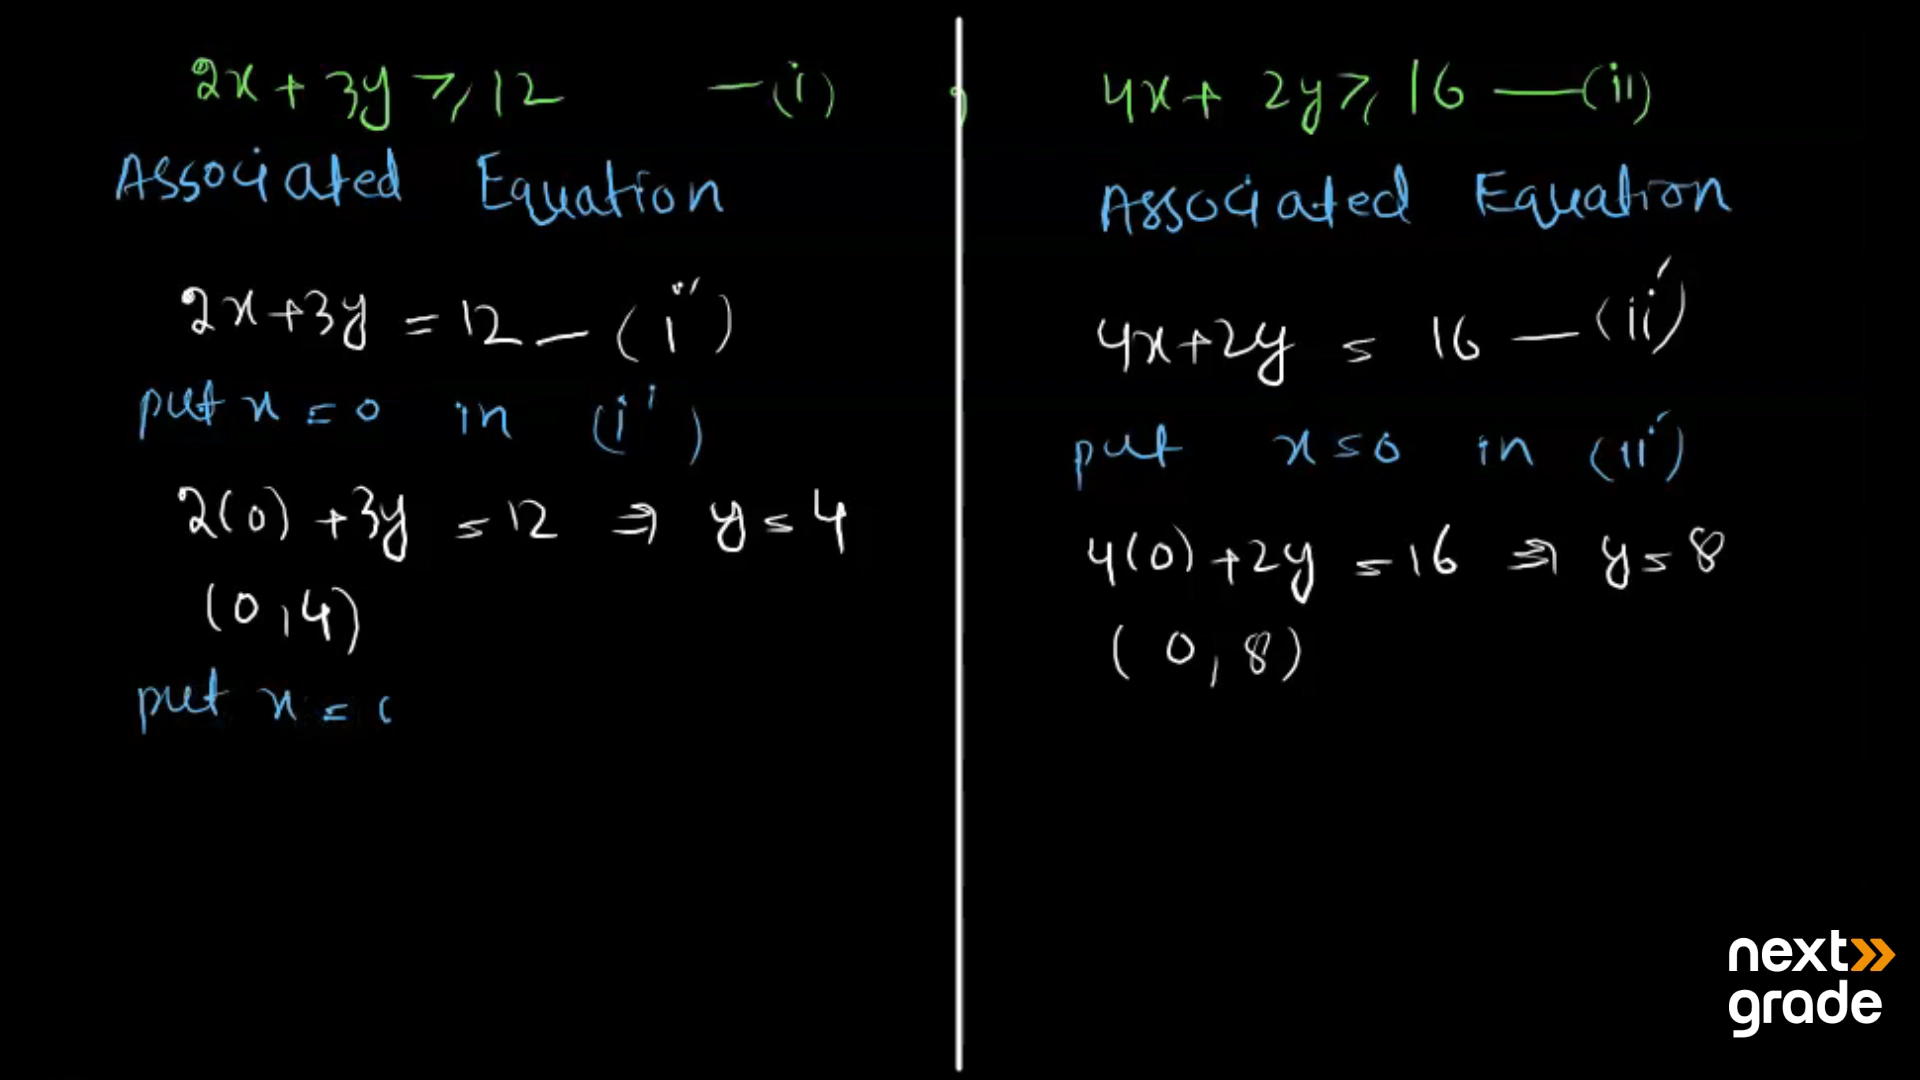 2x + 3y ≥ 12 — (i)
Associated Equation
2x+3y = 12 — (i')
put x = 0 in (i')
2(0) + 3y = 12 ⇒ y = 4
(0,4)
put x =
4x + 2y ≥ 16 — (ii)
Associated Equation
4x+2y = 16 — (ii')
put x=0 in (ii')
4(0) + 2y = 16 ⇒ y = 8
(0, 8)
next
grade